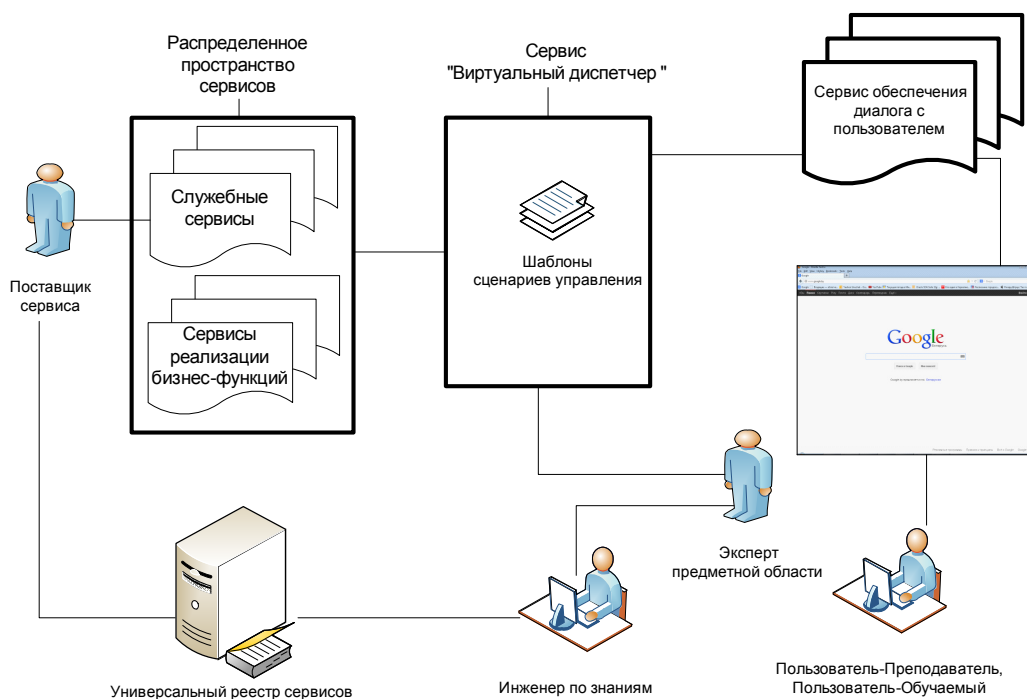 Распределенное
пространство
сервисов
Сервис
"Виртуальный диспетчер "
Сервис обеспечения
диалога с
пользователем
Служебные
сервисы
Шаблоны
сценариев управления
Поставщик
сервиса
Сервисы
реализации
бизнес-функций
Google
Эксперт
предметной области
Универсальный реестр сервисов
Инженер по знаниям
Пользователь-Преподаватель,
Пользователь-Обучаемый